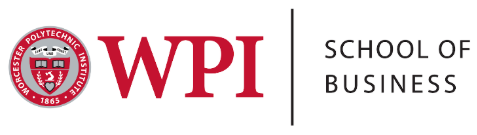 WORCESTER POLYTECHNIC INSTITUTE
1865
WPI
SCHOOL OF
BUSINESS